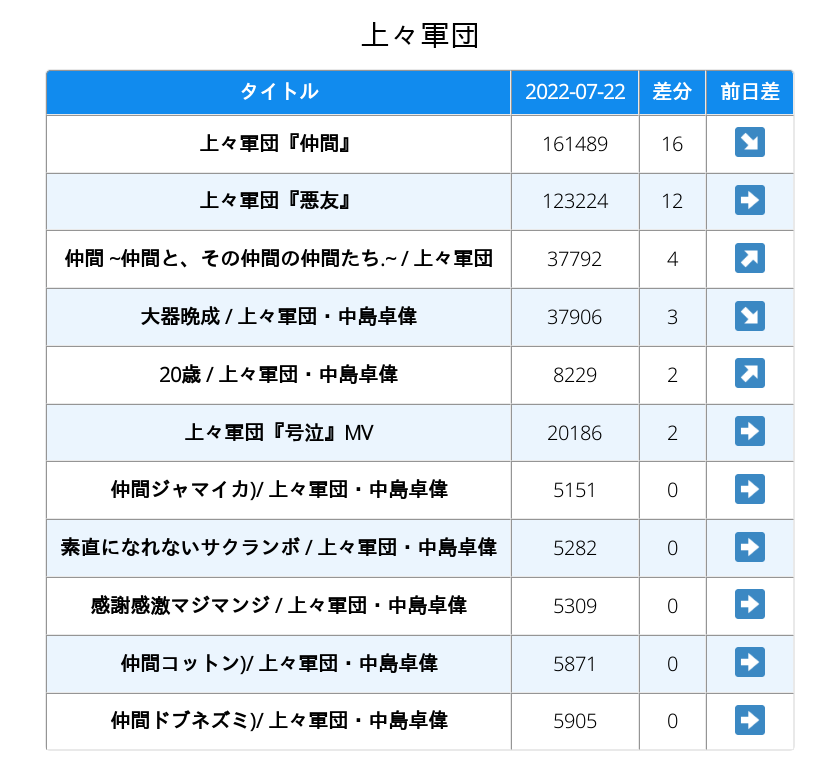 上々軍団
タイトル 2022-07-22 差分 前日差
上々軍団『仲間』 161489 16 ↘
上々軍団『悪友』 123224 12 ➡
仲間 ~仲間と、その仲間の仲間たち.~ / 上々軍団 37792 4 ↗
大器晩成 / 上々軍団・中島卓偉 37906 3 ↘
20歳 / 上々軍団・中島卓偉 8229 2 ↗
上々軍団『号泣』MV 20186 2 ➡
仲間ジャマイカ)/ 上々軍団・中島卓偉 5151 0 ➡
素直になれないサクランボ / 上々軍団・中島卓偉 5282 0 ➡
感謝感激マジマンジ / 上々軍団・中島卓偉 5309 0 ➡
仲間コットン)/ 上々軍団・中島卓偉 5871 0 ➡
仲間ドブネズミ)/ 上々軍団・中島卓偉 5905 0 ➡